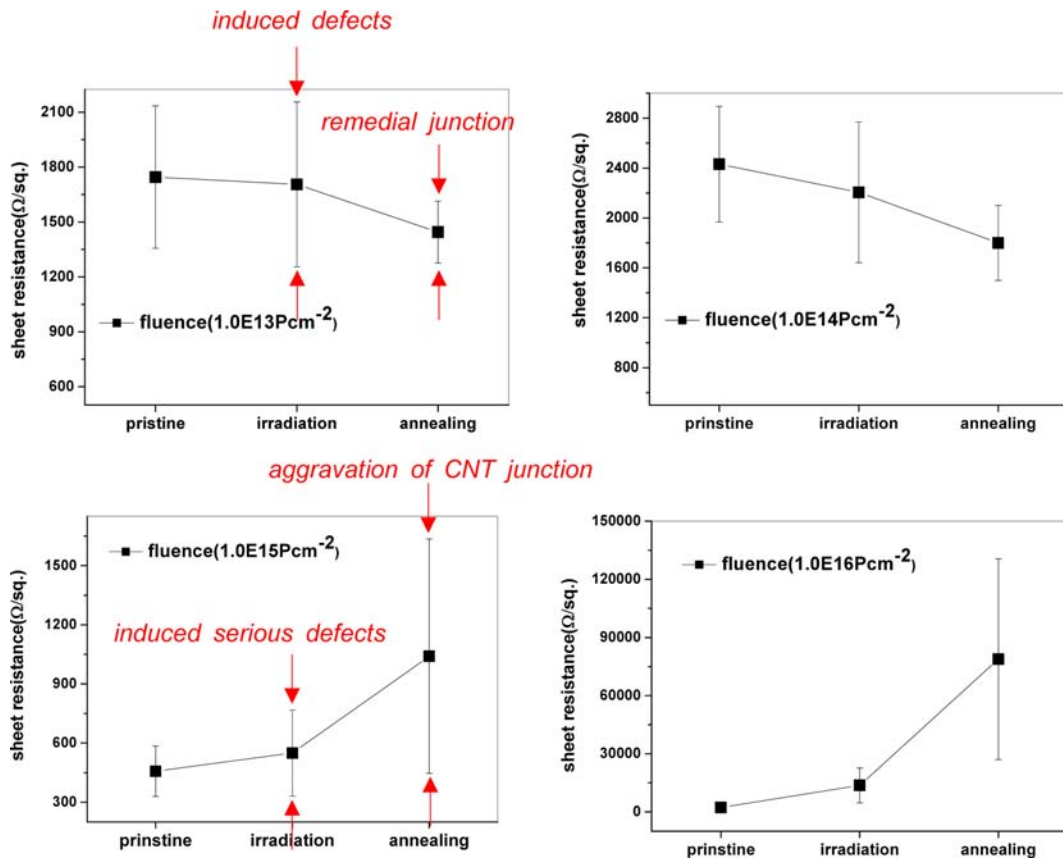 induced defects
remedial junction
sheet resistance(Ω/sq.)
2100
1800
1500
1200
900
600
fluence(1.0E13Pcm-2)
pristine irradiation annealing
sheet resistance(Ω/sq.)
2800
2400
2000
1600
1200
800
fluence(1.0E14Pcm-2)
pristine irradiation annealing
aggravation of CNT junction
induced serious defects
sheet resistance(Ω/sq.)
1500
1200
900
600
300
fluence(1.0E15Pcm-2)
prinstine irradiation annealing
sheet resistance(Ω/sq.)
150000
120000
90000
60000
30000
0
fluence(1.0E16Pcm-2)
prinstine irradiation annealing